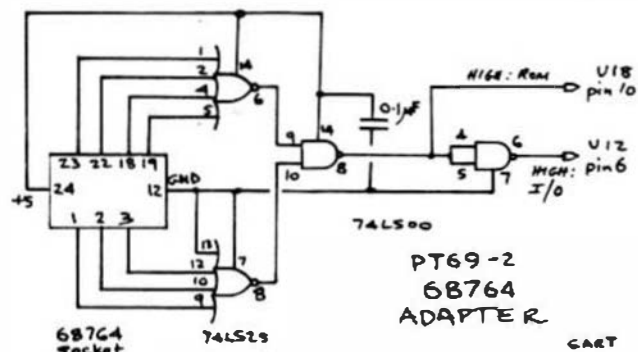 1
2
4
5
14
6
HIGH: ROM
U18
pin 10
0.1µF
9
10
14
8
4
5
6
7
U12
pin 6
HIGH:
I/O
23 22 18 19
24
12
GND
+5
1 2 3
74LS00
13
12
10
9
7
8
68764
socket
74LS25
PT69-2
68764
ADAPTER
GART